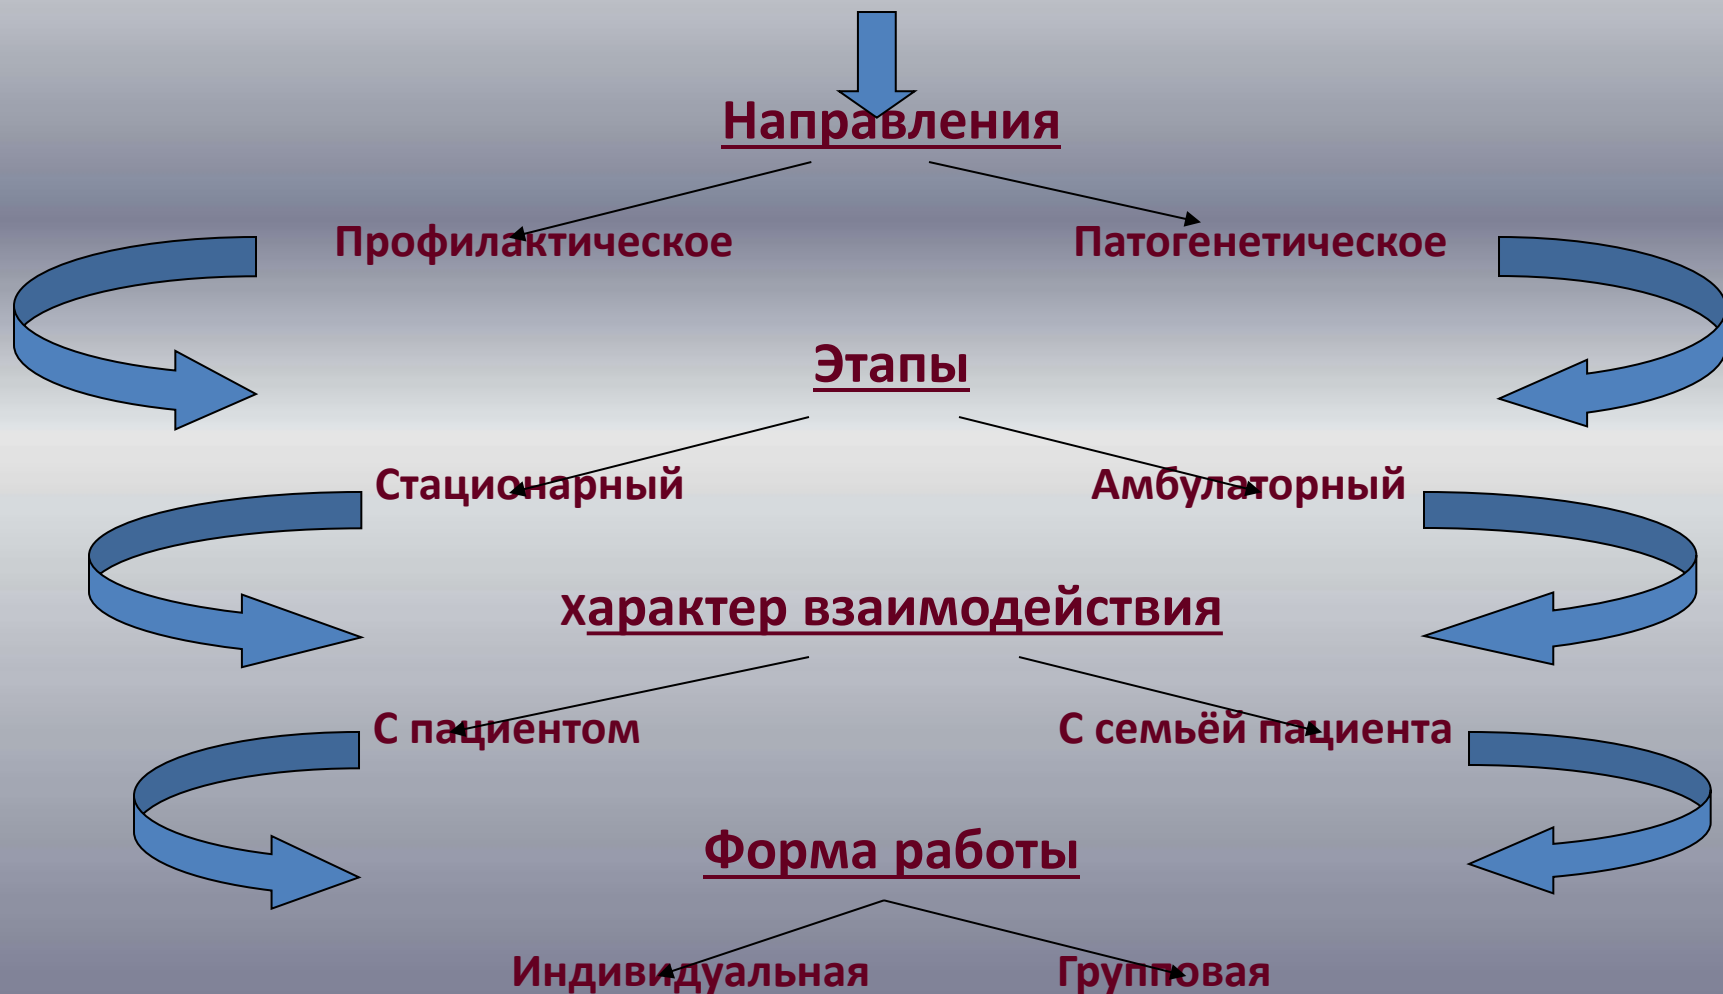 Направления
Профилактическое Патогенетическое
Этапы
Стационарный Амбулаторный
Характер взаимодействия
С пациентом С семьёй пациента
Форма работы
Индивидуальная Групповая